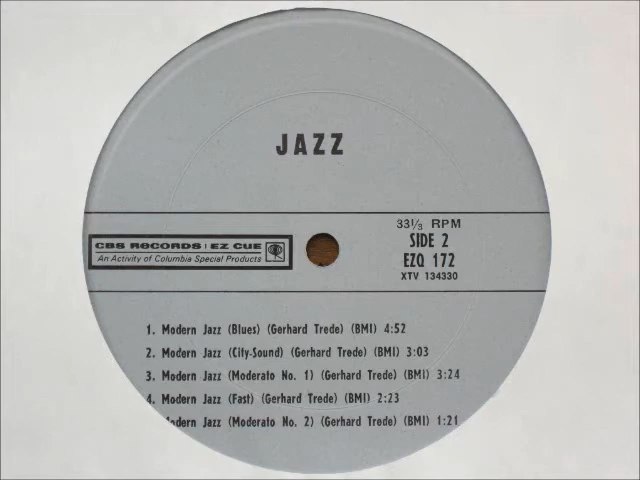 JAZZ
33⅓ RPM
CBS RECORDS : EZ CUE
An Activity of Columbia Special Products
SIDE 2
EZQ 172
XTV 134330
1. Modern Jazz (Blues) (Gerhard Trede) (BMI) 4:52
2. Modern Jazz (City-Sound) (Gerhard Trede) (BMI) 3:03
3. Modern Jazz (Moderato No. 1) (Gerhard Trede) (BMI) 3:24
4. Modern Jazz (Fast) (Gerhard Trede) (BMI) 2:23
Jazz (Moderato No. 2) (Gerhard Trede) (BMI) 1:21